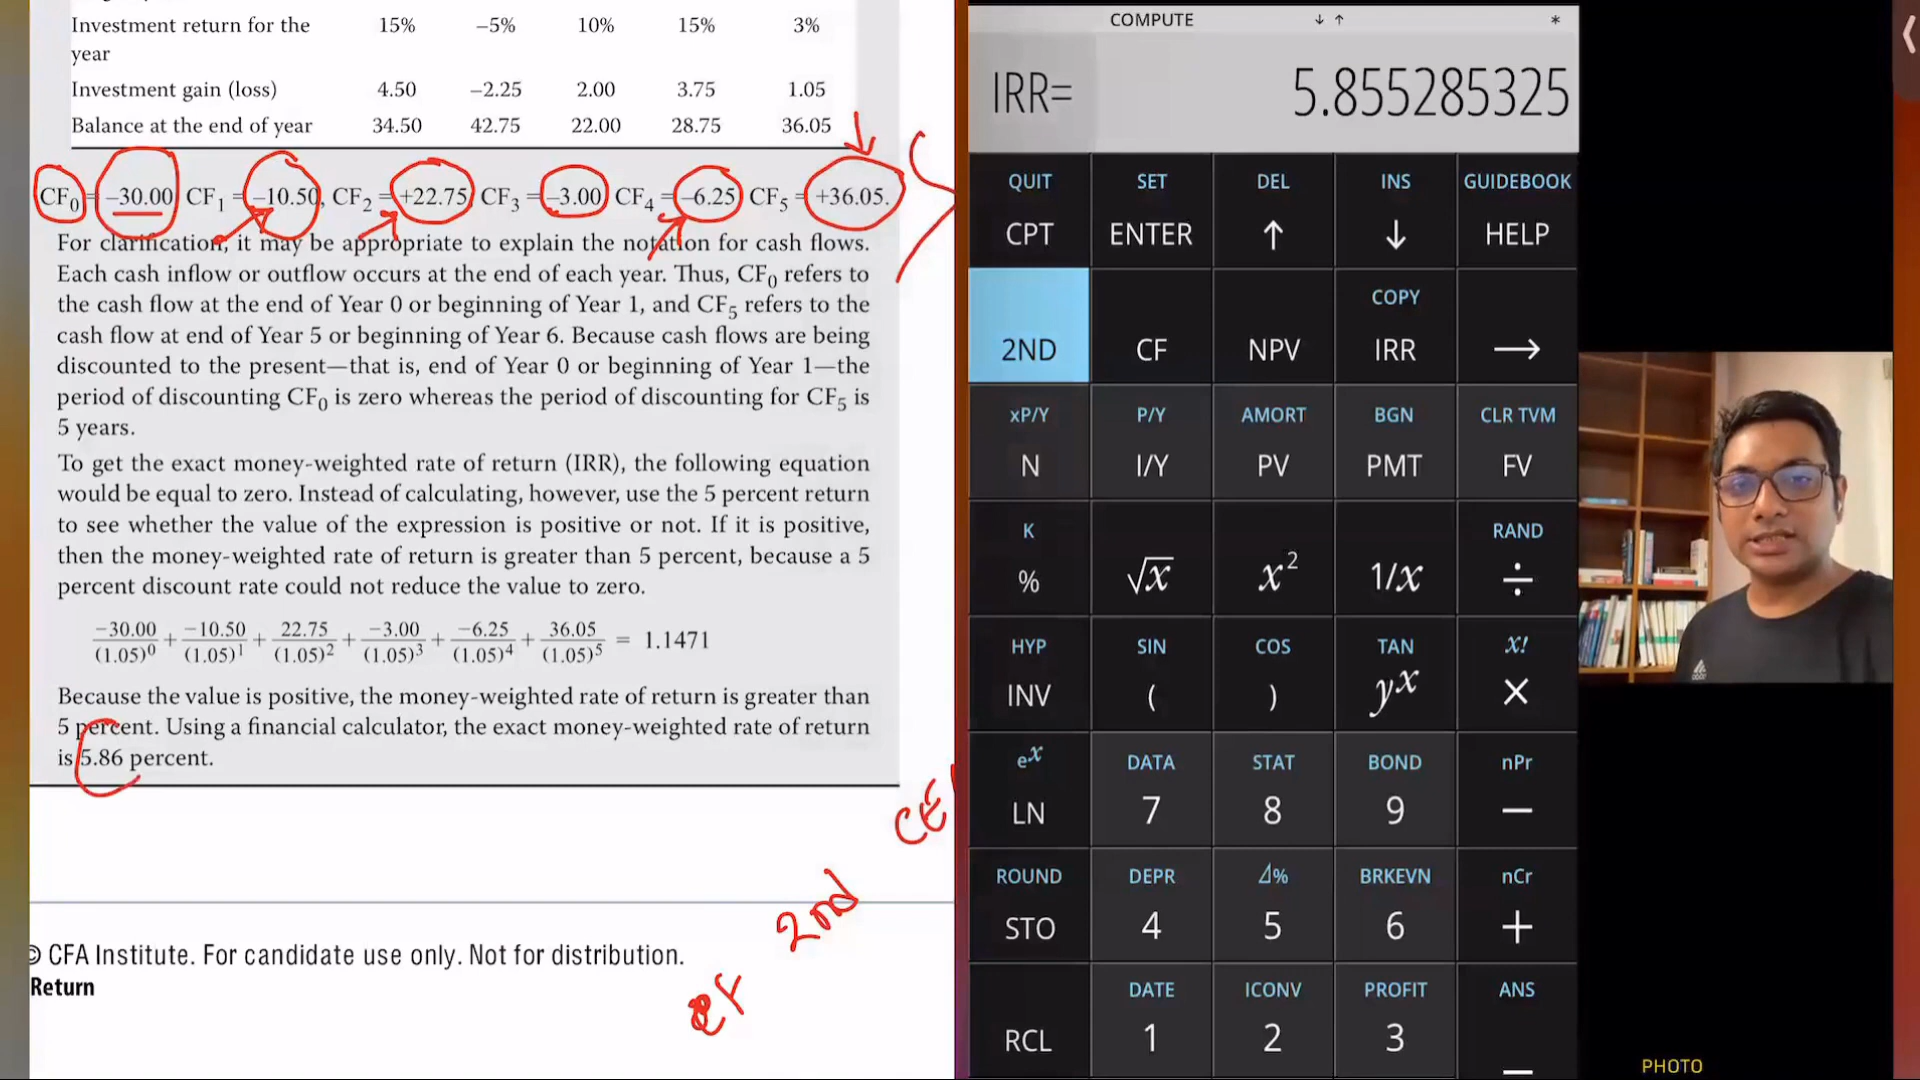 Investment return for the year 15% −5% 10% 15% 3%
Investment gain (loss) 4.50 −2.25 2.00 3.75 1.05
Balance at the end of year 34.50 42.75 22.00 28.75 36.05
CF0 = −30.00 CF1 = −10.50, CF2 = +22.75 CF3 = −3.00 CF4 = −6.25 CF5 = +36.05.
For clarification, it may be appropriate to explain the notation for cash flows.
Each cash inflow or outflow occurs at the end of each year. Thus, CF0 refers to
the cash flow at the end of Year 0 or beginning of Year 1, and CF5 refers to the
cash flow at end of Year 5 or beginning of Year 6. Because cash flows are being
discounted to the present—that is, end of Year 0 or beginning of Year 1—the
period of discounting CF0 is zero whereas the period of discounting for CF5 is
5 years.
To get the exact money-weighted rate of return (IRR), the following equation
would be equal to zero. Instead of calculating, however, use the 5 percent return
to see whether the value of the expression is positive or not. If it is positive,
then the money-weighted rate of return is greater than 5 percent, because a 5
percent discount rate could not reduce the value to zero.
−30.00/(1.05)^0 + −10.50/(1.05)^1 + 22.75/(1.05)^2 + −3.00/(1.05)^3 + −6.25/(1.05)^4 + 36.05/(1.05)^5 = 1.1471
Because the value is positive, the money-weighted rate of return is greater than
5 percent. Using a financial calculator, the exact money-weighted rate of return
is 5.86 percent.
2nd
© CFA Institute. For candidate use only. Not for distribution.
Return
COMPUTE ↓ ↑ *
IRR= 5.855285325
QUIT SET DEL INS GUIDEBOOK
CPT ENTER ↑ ↓ HELP
COPY
2ND CF NPV IRR →
xP/Y P/Y AMORT BGN CLR TVM
N I/Y PV PMT FV
K RAND
% √x x² 1/x ÷
HYP SIN COS TAN x!
INV ( ) y^x ×
e^x DATA STAT BOND nPr
LN 7 8 9 −
ROUND DEPR Δ% BRKEVN nCr
STO 4 5 6 +
DATE ICONV PROFIT ANS
RCL 1 2 3
PHOTO